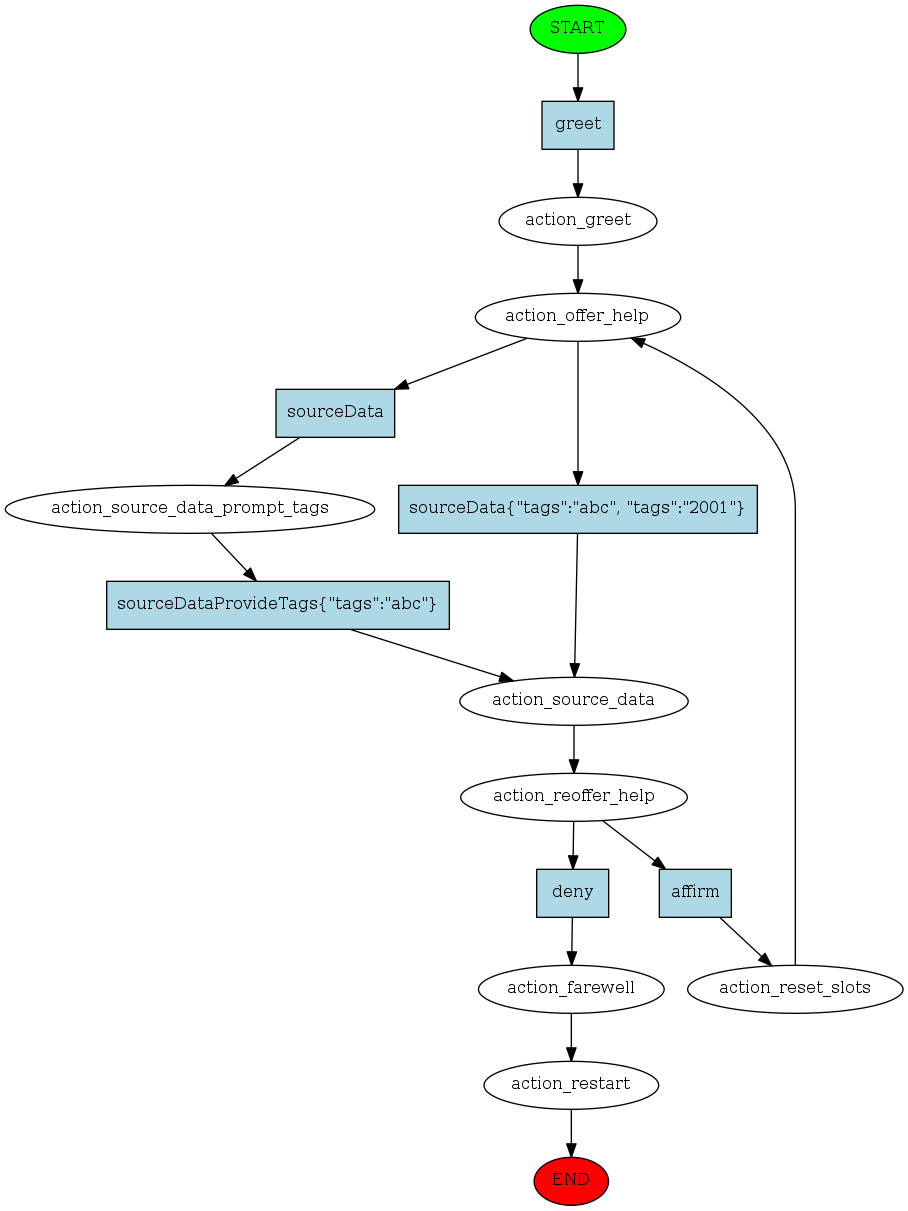 START
greet
action_greet
action_offer_help
sourceData
action_source_data_prompt_tags
sourceData{"tags":"abc", "tags":"2001"}
sourceDataProvideTags{"tags":"abc"}
action_source_data
action_reoffer_help
deny
affirm
action_farewell
action_reset_slots
action_restart
END